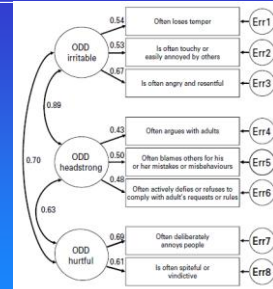 0.54
Often loses temper
Err1
ODD
irritable
0.53
Is often touchy or
easily annoyed by others
Err2
0.67
Is often angry and resentful
Err3
0.89
0.43
Often argues with adults
Err4
0.70
ODD
headstrong
0.50
Often blames others for his
or her mistakes or misbehaviours
Err5
0.48
Often actively defies or refuses to
comply with adult's requests or rules
Err6
0.63
0.69
Often deliberately
annoys people
Err7
ODD
hurtful
0.61
Is often spiteful or
vindictive
Err8